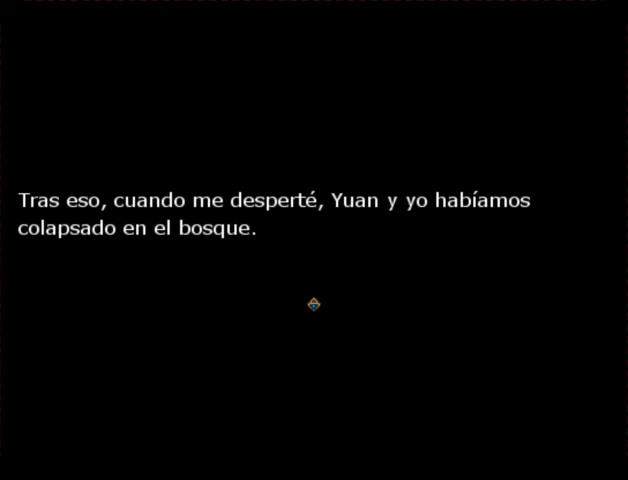 Tras eso, cuando me desperté, Yuan y yo habíamos
colapsado en el bosque.